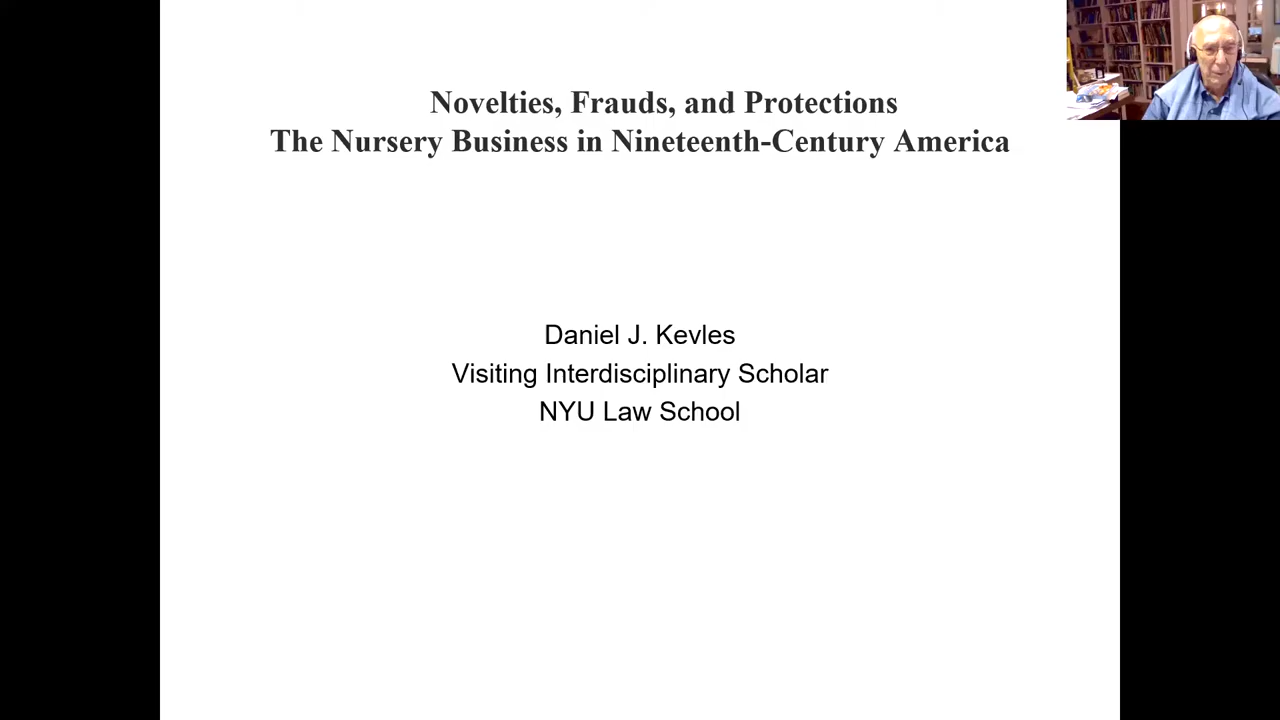 Novelties, Frauds, and Protections
The Nursery Business in Nineteenth-Century America
Daniel J. Kevles
Visiting Interdisciplinary Scholar
NYU Law School